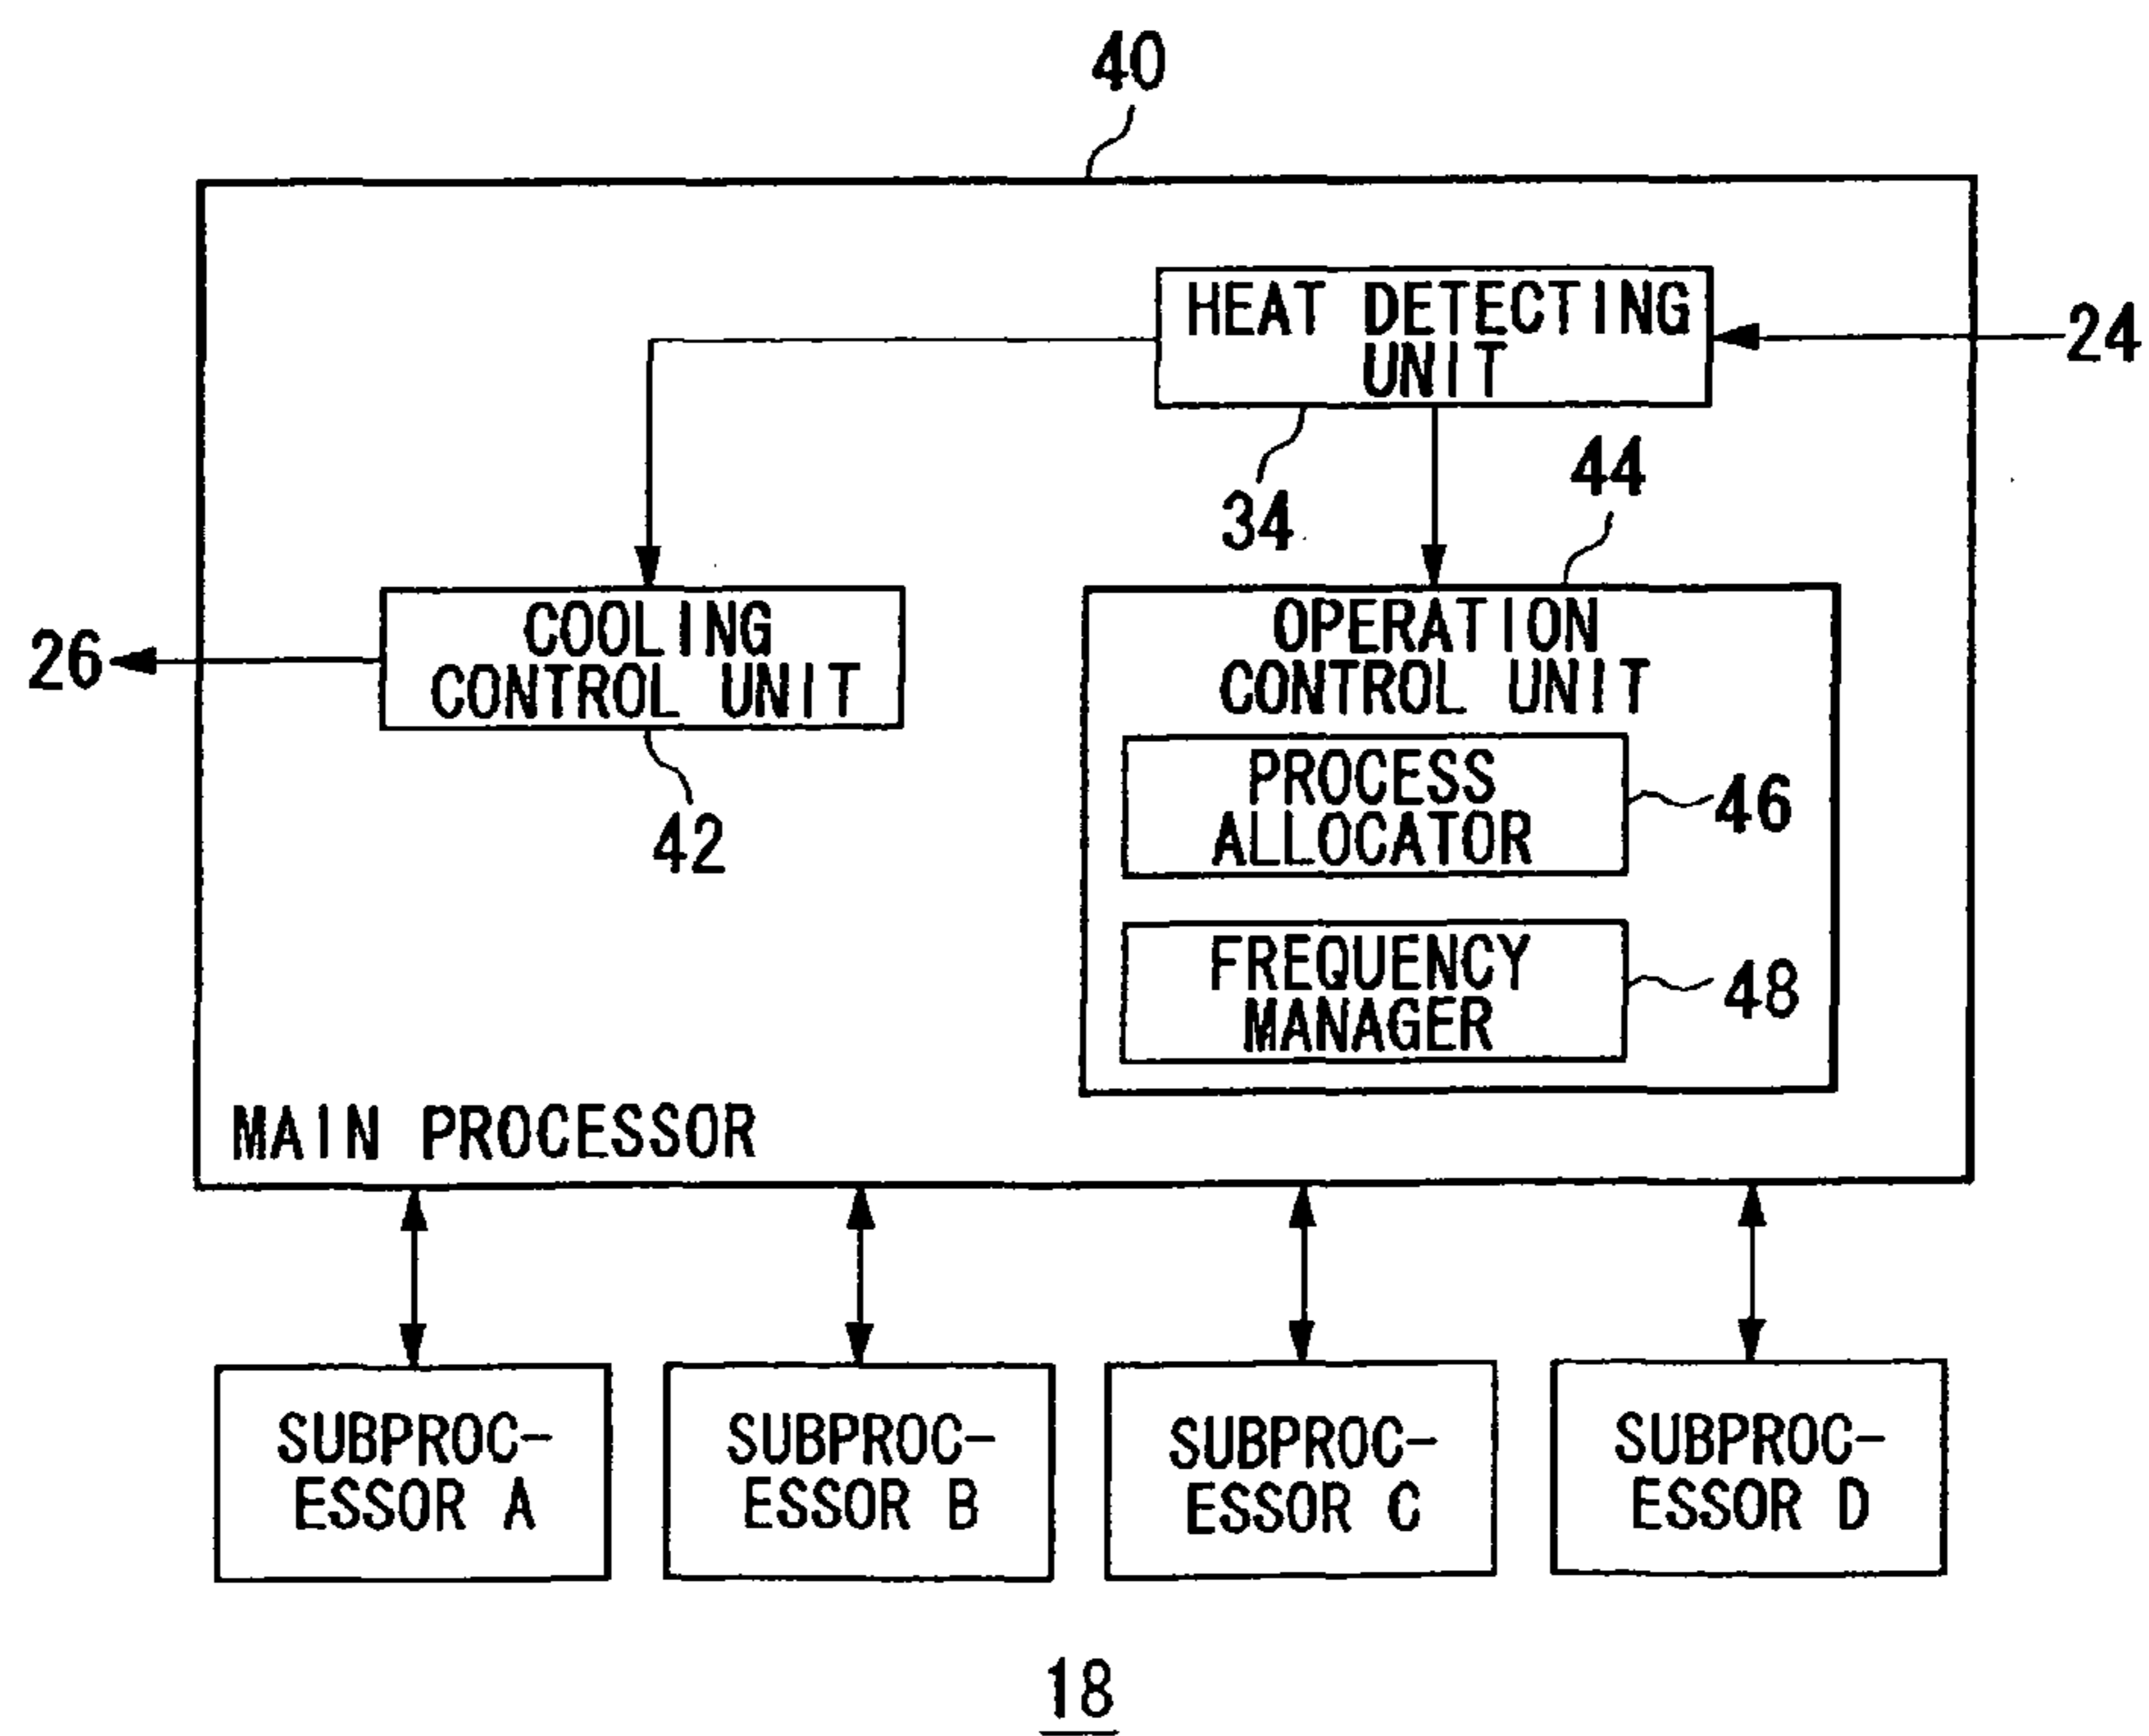 40
HEAT DETECTING
UNIT
24
34
44
COOLING
CONTROL UNIT
26
42
OPERATION
CONTROL UNIT
PROCESS
ALLOCATOR
46
FREQUENCY
MANAGER
48
MAIN PROCESSOR
SUBPROC-
ESSOR A
SUBPROC-
ESSOR B
SUBPROC-
ESSOR C
SUBPROC-
ESSOR D
18